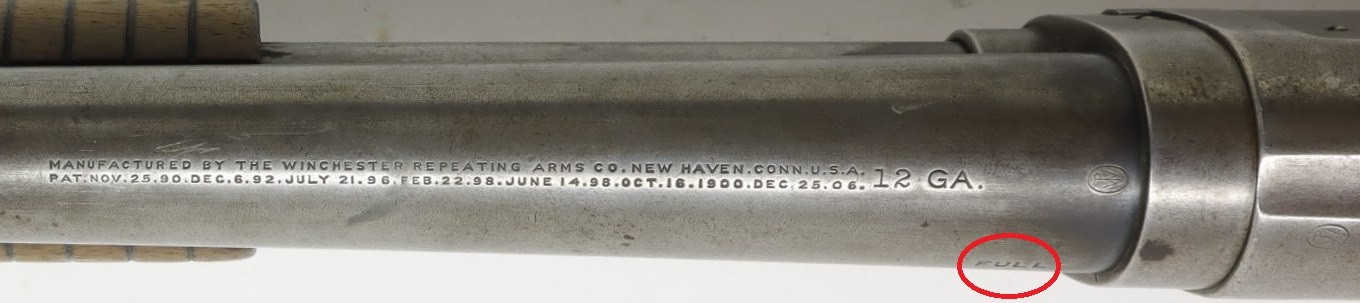 MANUFACTURED BY THE WINCHESTER REPEATING ARMS CO. NEW HAVEN. CONN. U.S.A.
PAT. NOV. 25. 90. DEC. 6. 92. JULY 21. 96. FEB. 22. 98. JUNE 14. 98. OCT. 16. 1900. DEC. 25. 06. 12 GA.
FULL